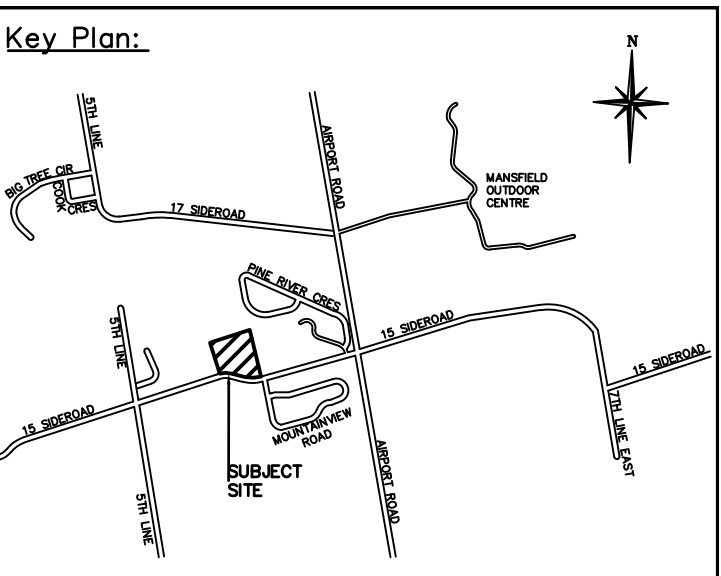 Key Plan:
N
5TH LINE
AIRPORT ROAD
BIG TREE CIR
COOK
CRES
17 SIDEROAD
MANSFIELD
OUTDOOR
CENTRE
PINE RIVER CRES
5TH LINE
15 SIDEROAD
15 SIDEROAD
15 SIDEROAD
MOUNTAINVIEW
ROAD
7TH LINE EAST
AIRPORT ROAD
SUBJECT
SITE
5TH LINE